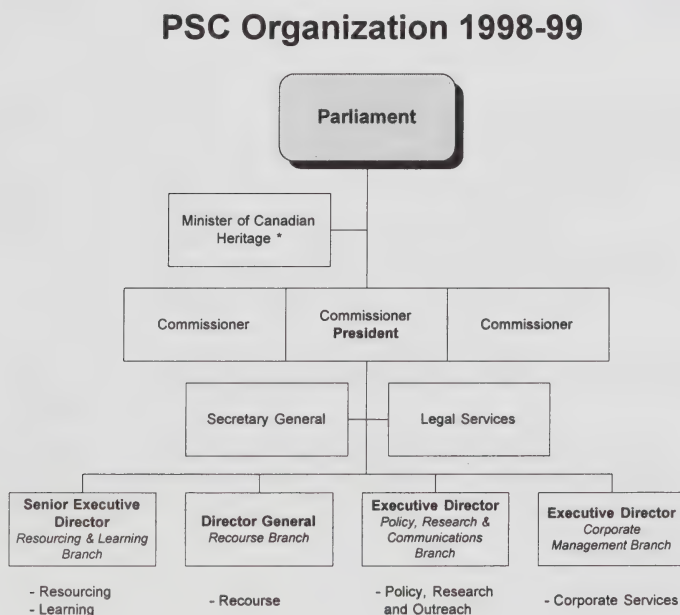 PSC Organization 1998-99
Parliament
Minister of Canadian
Heritage *
Commissioner
Commissioner
President
Commissioner
Secretary General
Legal Services
Senior Executive
Director
Resourcing & Learning
Branch
Director General
Recourse Branch
Executive Director
Policy, Research &
Communications
Branch
Executive Director
Corporate
Management Branch
- Resourcing
- Learning
- Recourse
- Policy, Research
and Outreach
- Corporate Services